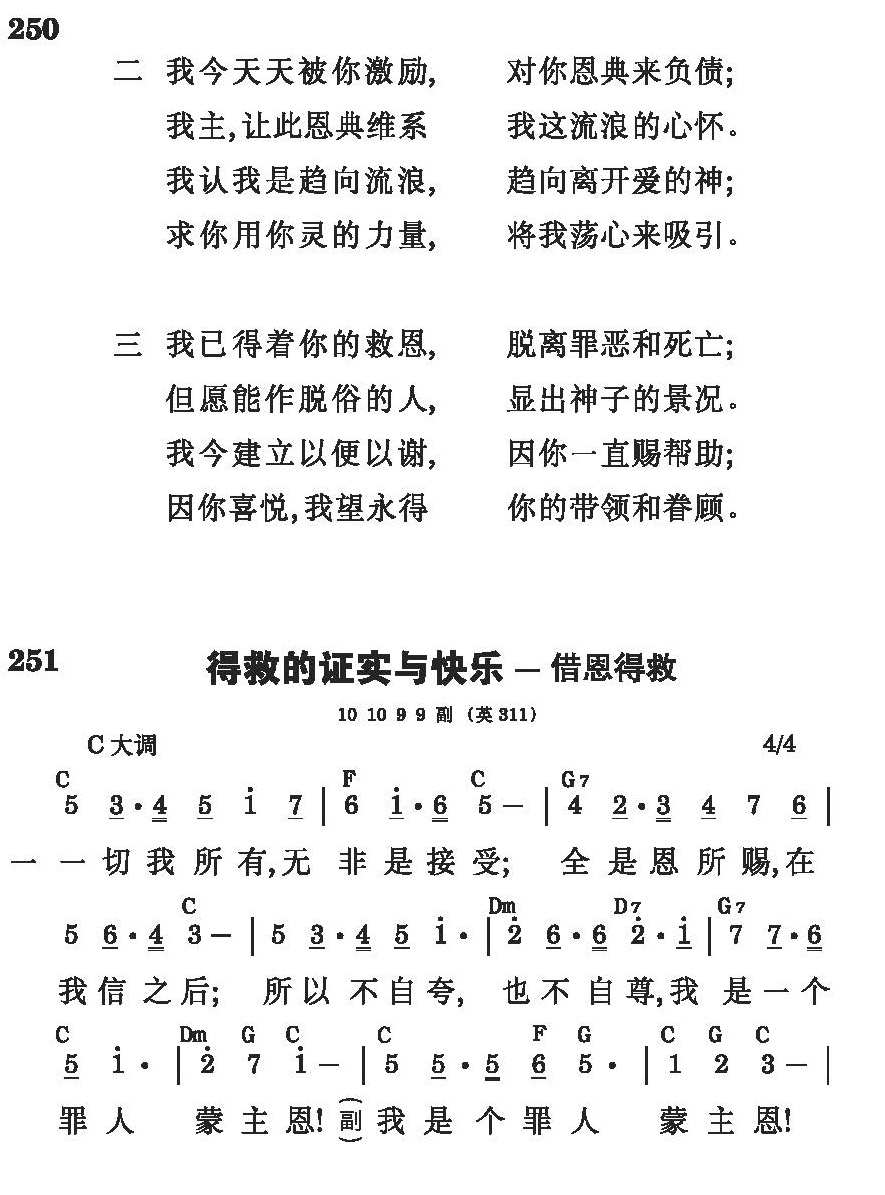 250
二 我今天天被你激励, 对你恩典来负债;
我主,让此恩典维系 我这流浪的心怀。
我认我是趋向流浪, 趋向离开爱的神;
求你用你灵的力量, 将我荡心来吸引。
三 我已得着你的救恩, 脱离罪恶和死亡;
但愿能作脱俗的人, 显出神子的景况。
我今建立以便以谢, 因你一直赐帮助;
因你喜悦,我望永得 你的带领和眷顾。
251 得救的证实与快乐 — 借恩得救
10 10 9 9 副 (英 311)
C 大调 4/4
C F C G7
5 3·4 5 i 7 | 6 i·6 5 — | 4 2·3 4 7 6 |
一 一 切 我 所 有,无 非 是 接 受; 全 是 恩 所 赐,在
C Dm D7 G7
5 6·4 3 — | 5 3·4 5 i· | 2̇ 6·6 2̇·i | 7 7·6
我 信 之 后; 所 以 不 自 夸, 也 不 自 尊,我 是 一 个
C Dm G C C F G C G C
5 i· | 2̇ 7 i — | 5 5·5 6 5· | 1 2 3 — |
罪 人 蒙 主 恩! (副) 我 是 个 罪 人 蒙 主 恩!